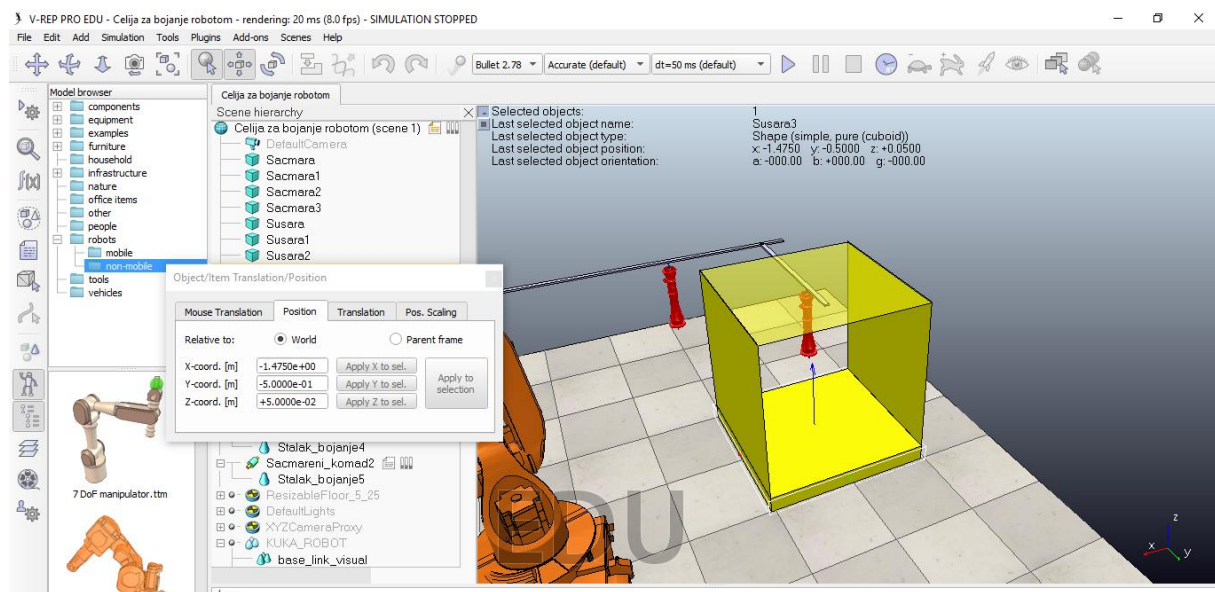 V-REP PRO EDU - Celija za bojanje robotom - rendering: 20 ms (8.0 fps) - SIMULATION STOPPED
File Edit Add Simulation Tools Plugins Add-ons Scenes Help
Bullet 2.78 Accurate (default) dt=50 ms (default)
Model browser
components
equipment
examples
furniture
household
infrastructure
nature
office items
other
people
robots
mobile
non-mobile
tools
vehicles
7 DoF manipulator.ttm
Celija za bojanje robotom
Scene hierarchy
Celija za bojanje robotom (scene 1)
DefaultCamera
Sacmara
Sacmara1
Sacmara2
Sacmara3
Susara
Susara1
Susara2
Object/Item Translation/Position
Mouse Translation Position Translation Pos. Scaling
Relative to: World Parent frame
X-coord. [m] -1.4750e+00 Apply X to sel.
Y-coord. [m] -5.0000e-01 Apply Y to sel.
Z-coord. [m] +5.0000e-02 Apply Z to sel.
Apply to
selection
Stalak_bojanje4
Sacmareni_komad2
Stalak_bojanje5
ResizableFloor_5_25
DefaultLights
XYZCameraProxy
KUKA_ROBOT
base_link_visual
Selected objects: 1
Last selected object name: Susara3
Last selected object type: Shape (simple, pure (cuboid))
Last selected object position: x: -1.4750 y: -0.5000 z: +0.0500
Last selected object orientation: a: -000.00 b: +000.00 g: -000.00
EDU
z
x
y